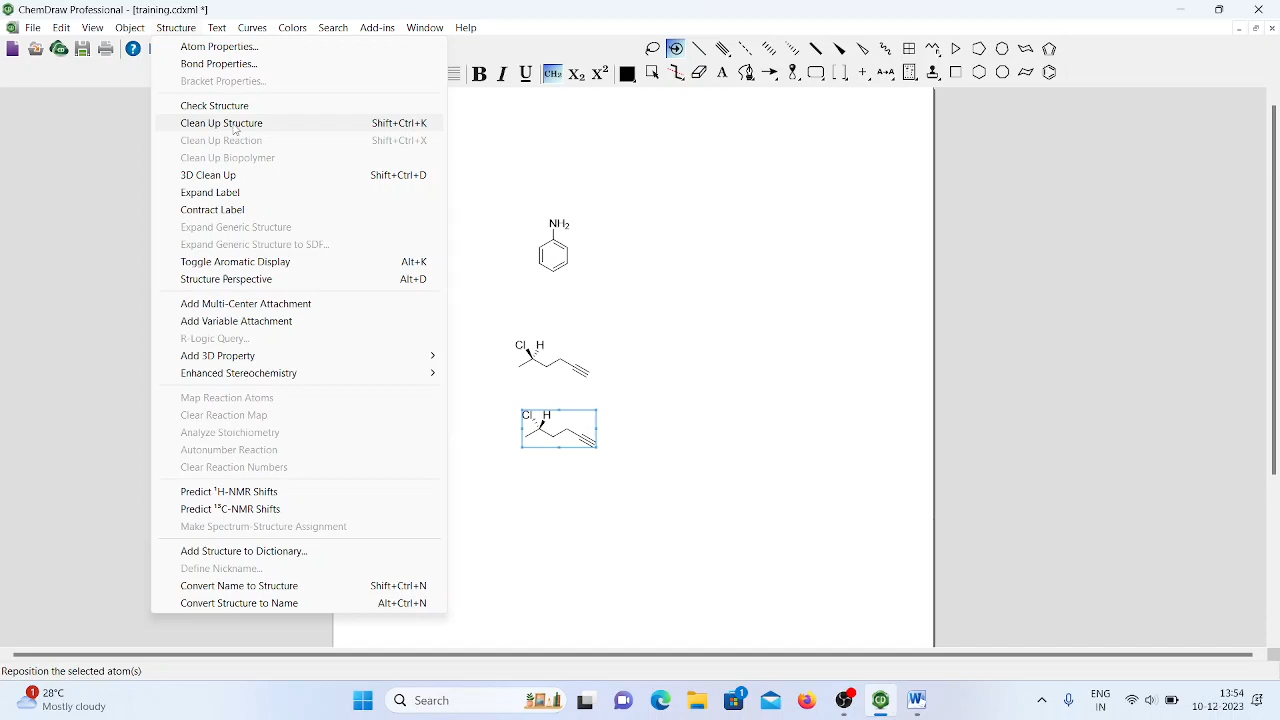 ChemDraw Professional - [training.cdxml *]
File Edit View Object Structure Text Curves Colors Search Add-ins Window Help
B I U CH₂ X₂ X² A
Atom Properties...
Bond Properties...
Bracket Properties...
Check Structure
Clean Up Structure Shift+Ctrl+K
Clean Up Reaction Shift+Ctrl+X
Clean Up Biopolymer
3D Clean Up Shift+Ctrl+D
Expand Label
Contract Label
Expand Generic Structure
Expand Generic Structure to SDF...
Toggle Aromatic Display Alt+K
Structure Perspective Alt+D
Add Multi-Center Attachment
Add Variable Attachment
R-Logic Query...
Add 3D Property
Enhanced Stereochemistry
Map Reaction Atoms
Clear Reaction Map
Analyze Stoichiometry
Autonumber Reaction
Clear Reaction Numbers
Predict ¹H-NMR Shifts
Predict ¹³C-NMR Shifts
Make Spectrum-Structure Assignment
Add Structure to Dictionary...
Define Nickname...
Convert Name to Structure Shift+Ctrl+N
Convert Structure to Name Alt+Ctrl+N
NH₂
Cl H
Cl H
Reposition the selected atom(s)
1
28°C
Mostly cloudy
Search
1
ENG
IN
13:54
10-12-2023